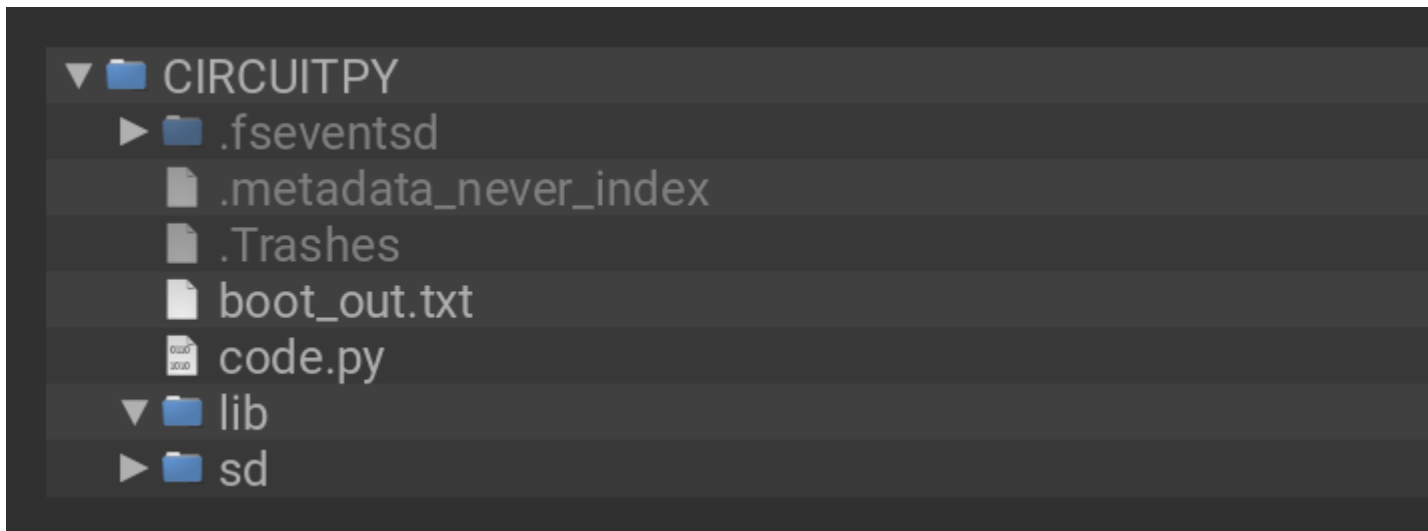 CIRCUITPY
.fseventsd
.metadata_never_index
.Trashes
boot_out.txt
code.py
lib
sd